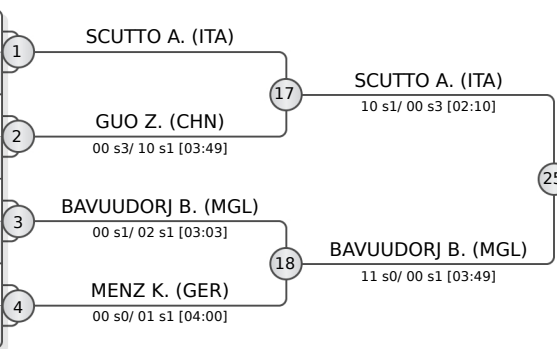 SCUTTO A. (ITA)
1
SCUTTO A. (ITA)
17
10 s1/ 00 s3 [02:10]
GUO Z. (CHN)
2
00 s3/ 10 s1 [03:49]
25
BAVUUDORJ B. (MGL)
3
00 s1/ 02 s1 [03:03]
BAVUUDORJ B. (MGL)
18
11 s0/ 00 s1 [03:49]
MENZ K. (GER)
4
00 s0/ 01 s1 [04:00]